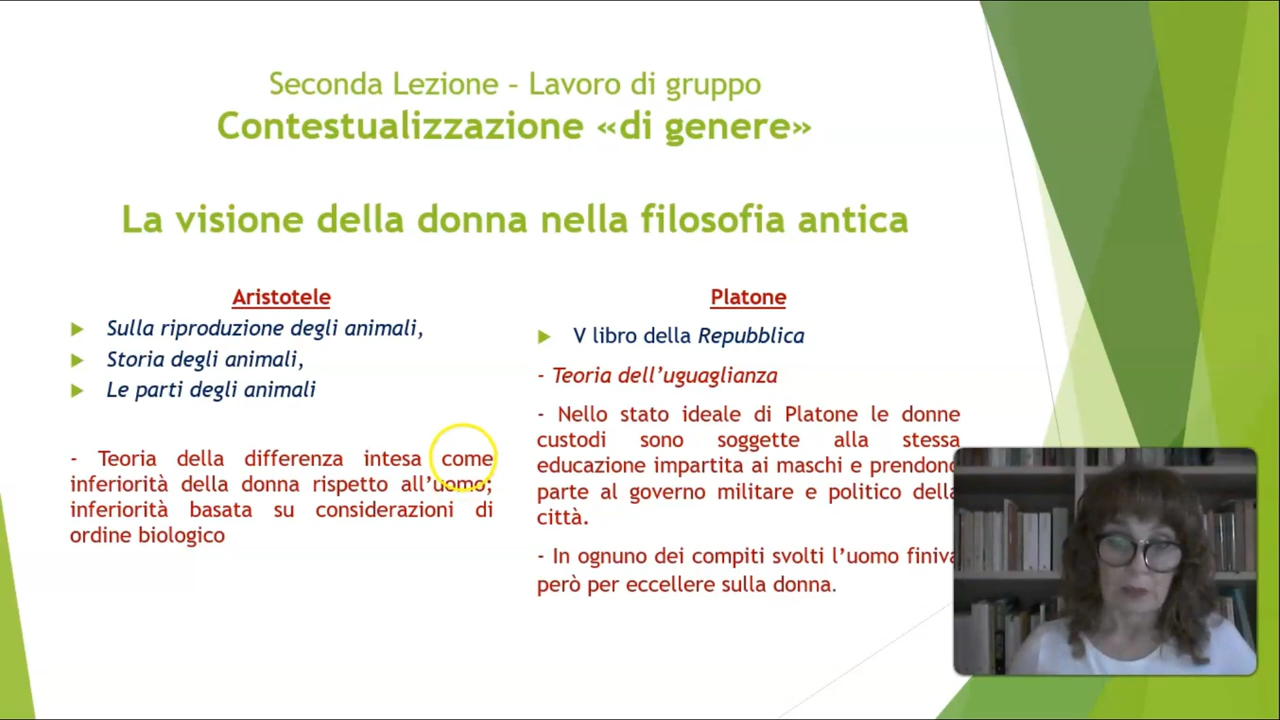 Seconda Lezione – Lavoro di gruppo
Contestualizzazione «di genere»
La visione della donna nella filosofia antica
Aristotele
Sulla riproduzione degli animali,
Storia degli animali,
Le parti degli animali
- Teoria della differenza intesa come
inferiorità della donna rispetto all’uomo;
inferiorità basata su considerazioni di
ordine biologico
Platone
V libro della Repubblica
- Teoria dell’uguaglianza
- Nello stato ideale di Platone le donne
custodi sono soggette alla stessa
educazione impartita ai maschi e prendono
parte al governo militare e politico della
città.
- In ognuno dei compiti svolti l’uomo finiva
però per eccellere sulla donna.